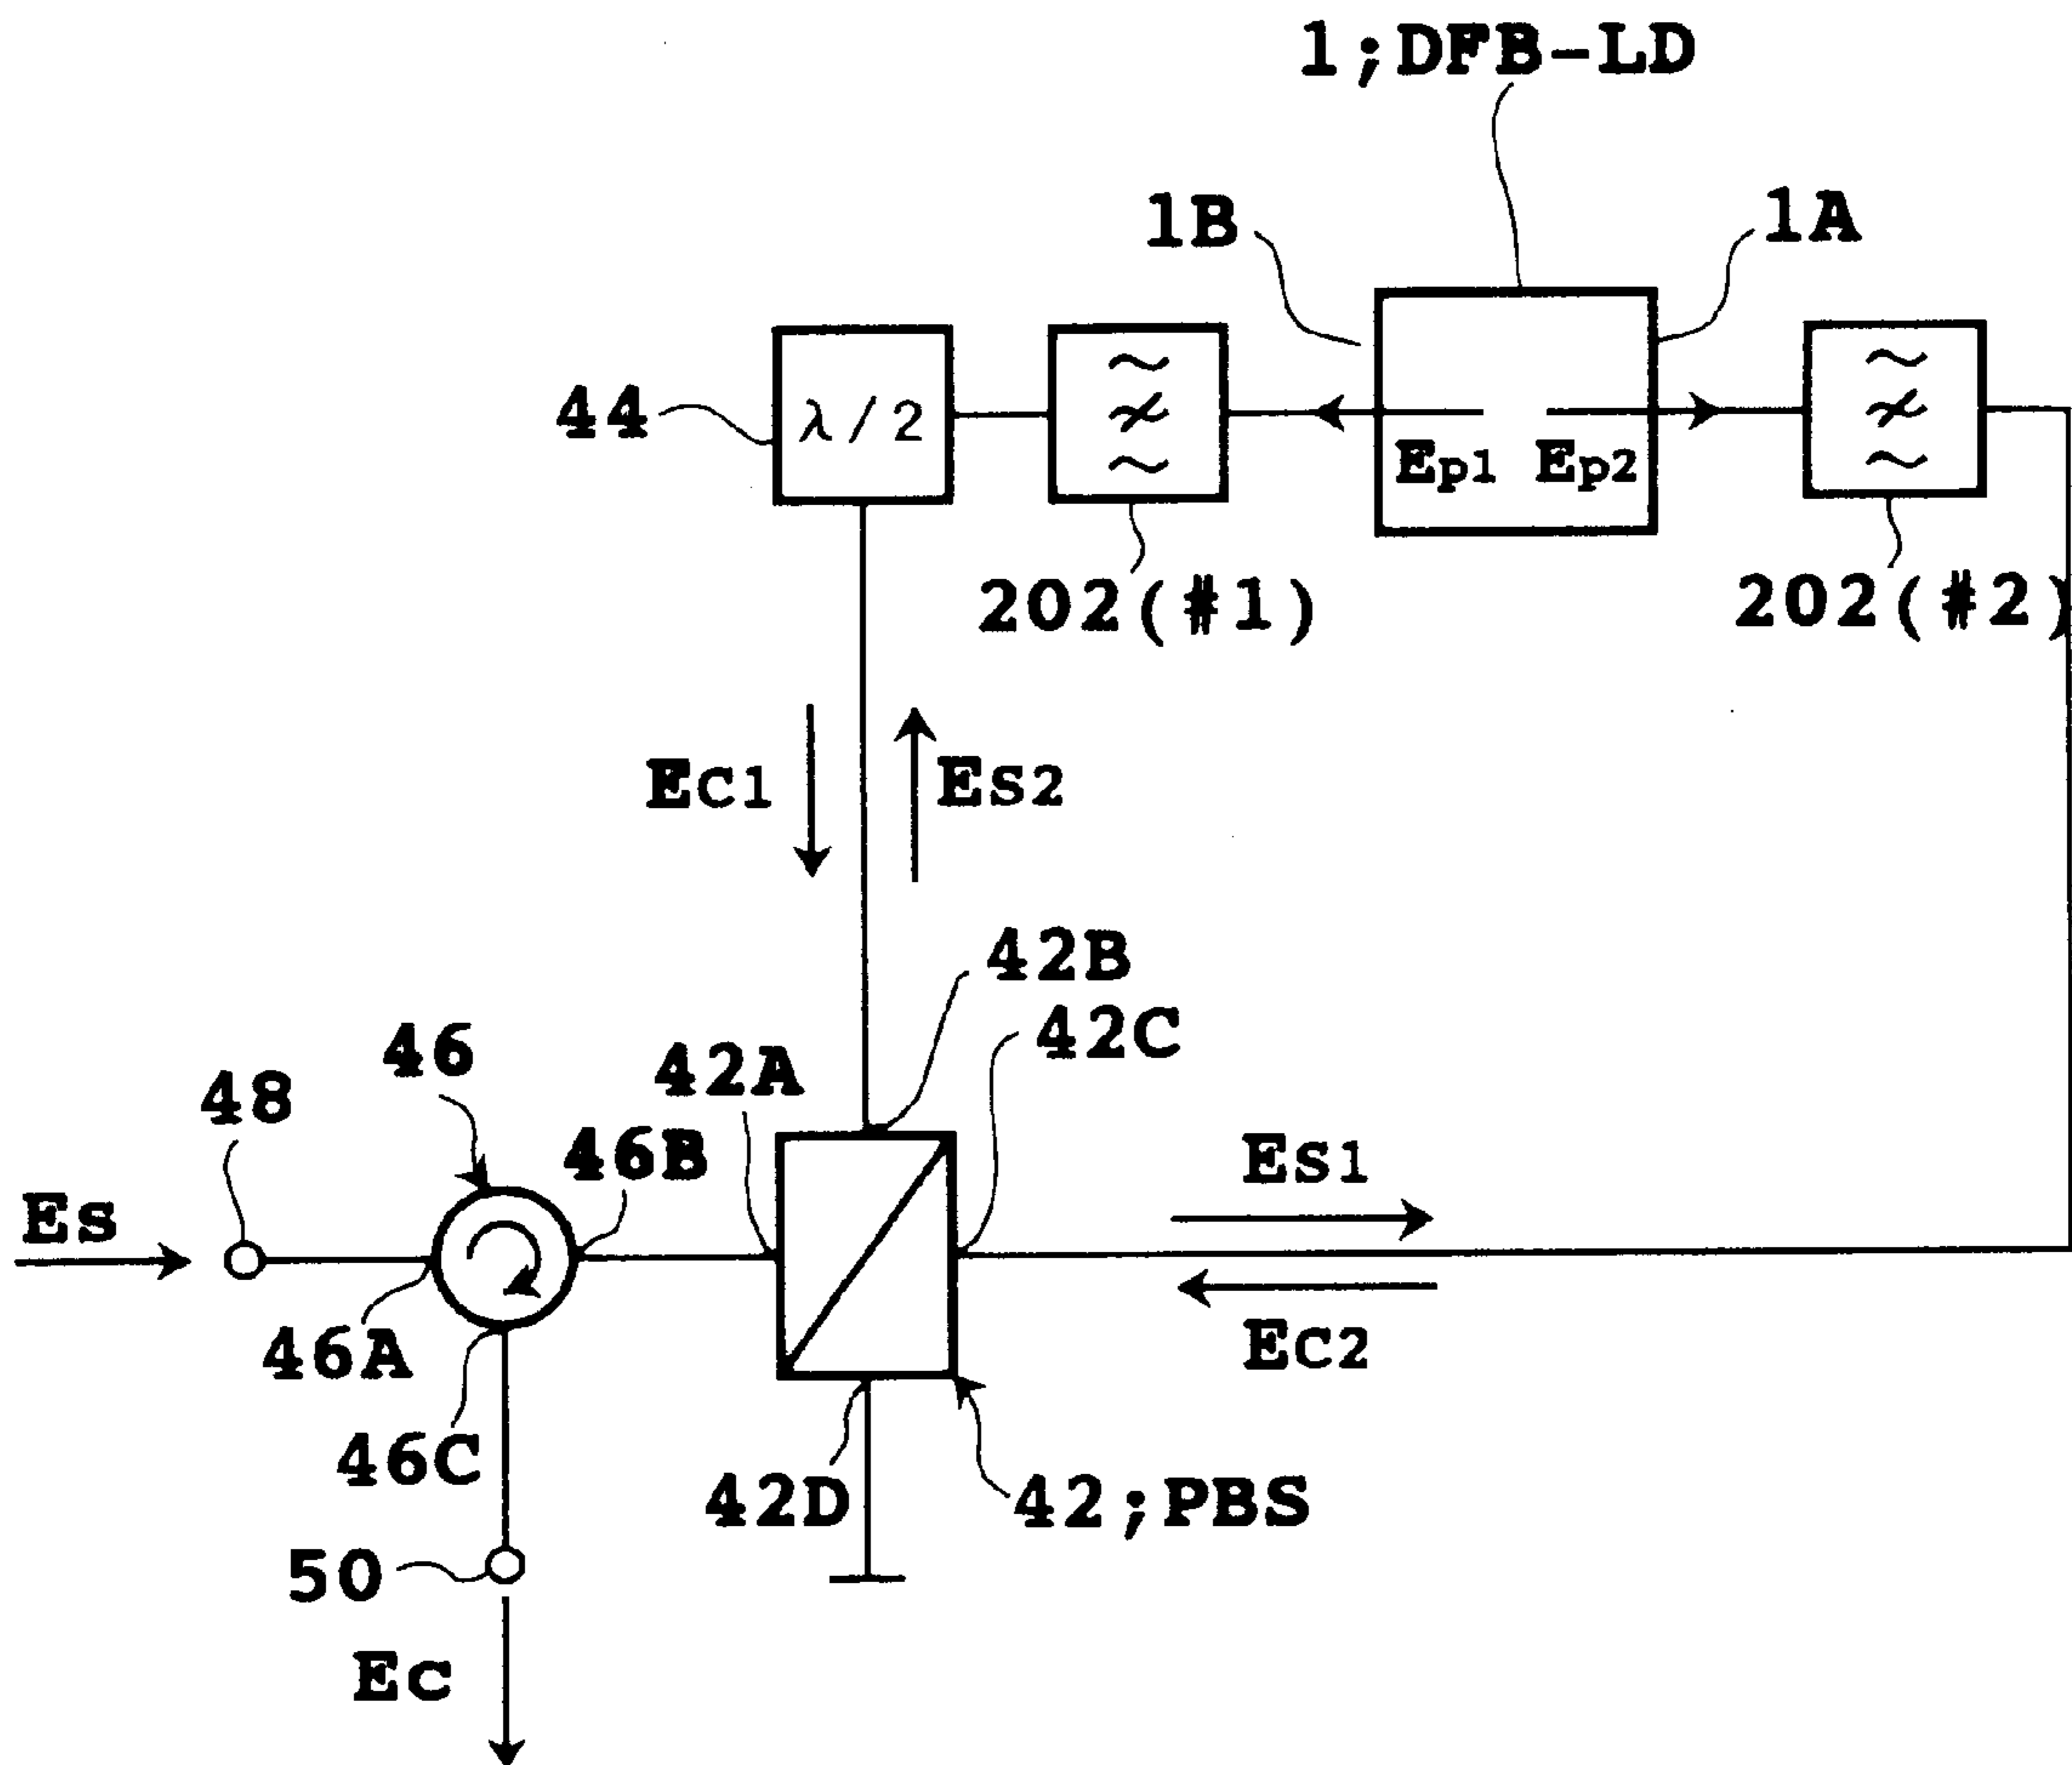 1;DFB-LD
1B
1A
44
λ/2
Ep1
Ep2
202(#1)
202(#2)
Ec1
Es2
42B
42C
46
42A
48
46B
Es
Es1
46A
Ec2
46C
42D
42;PBS
50
Ec